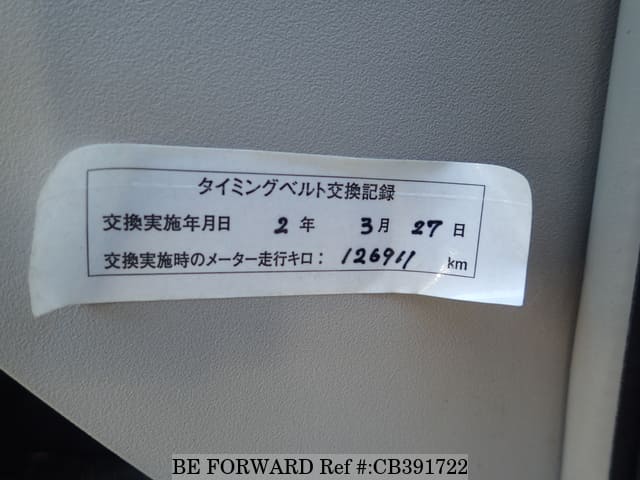 タイミングベルト交換記録
交換実施年月日 2年 3月 27日
交換実施時のメーター走行キロ: 126911 km
BE FORWARD Ref #:CB391722